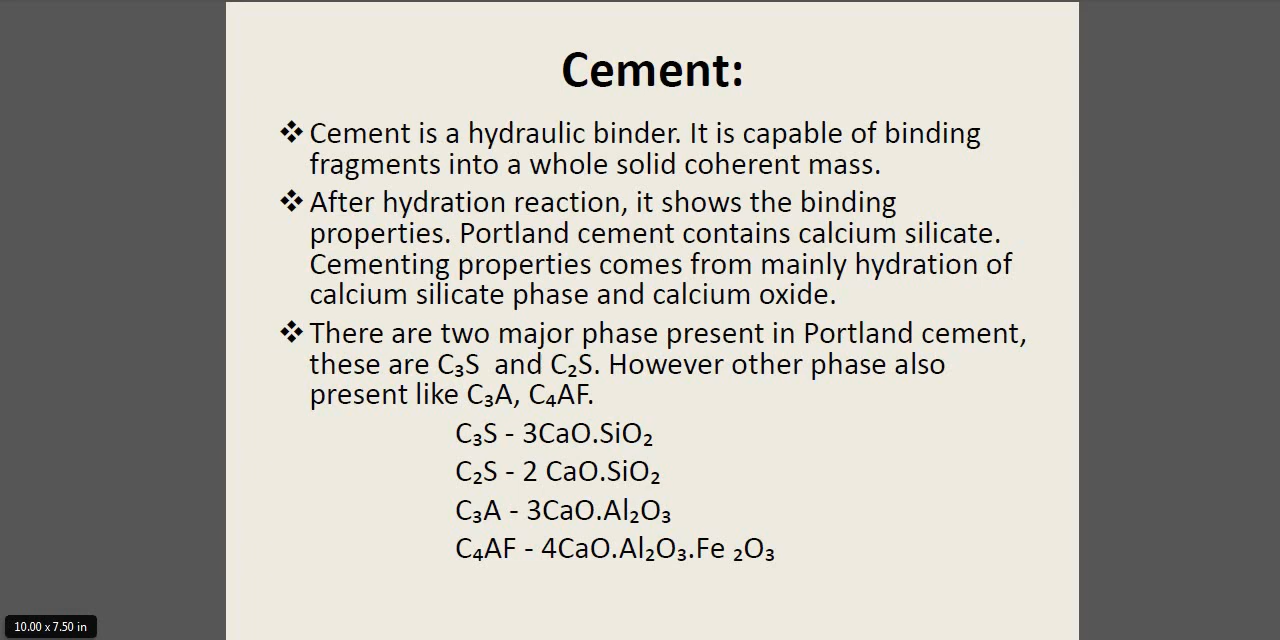 Cement:
❖ Cement is a hydraulic binder. It is capable of binding
fragments into a whole solid coherent mass.
❖ After hydration reaction, it shows the binding
properties. Portland cement contains calcium silicate.
Cementing properties comes from mainly hydration of
calcium silicate phase and calcium oxide.
❖ There are two major phase present in Portland cement,
these are C₃S  and C₂S. However other phase also
present like C₃A, C₄AF.
C₃S - 3CaO.SiO₂
C₂S - 2 CaO.SiO₂
C₃A - 3CaO.Al₂O₃
C₄AF - 4CaO.Al₂O₃.Fe ₂O₃
10.00 x 7.50 in